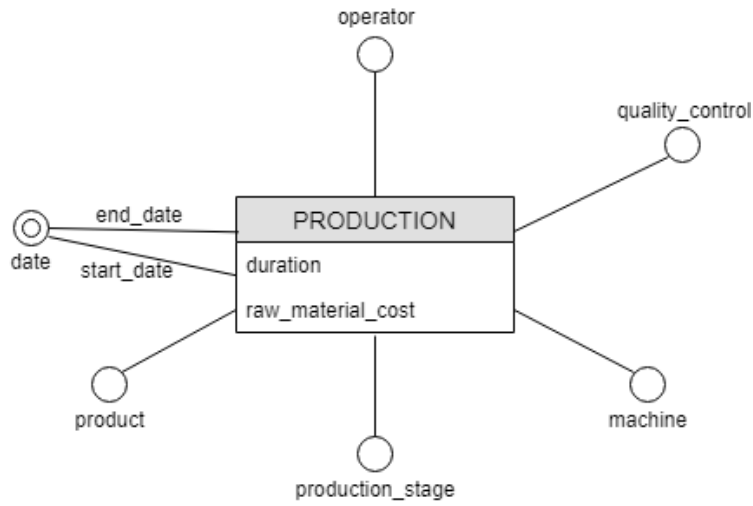 operator
quality_control
end_date
PRODUCTION
date
start_date
duration
raw_material_cost
product
machine
production_stage